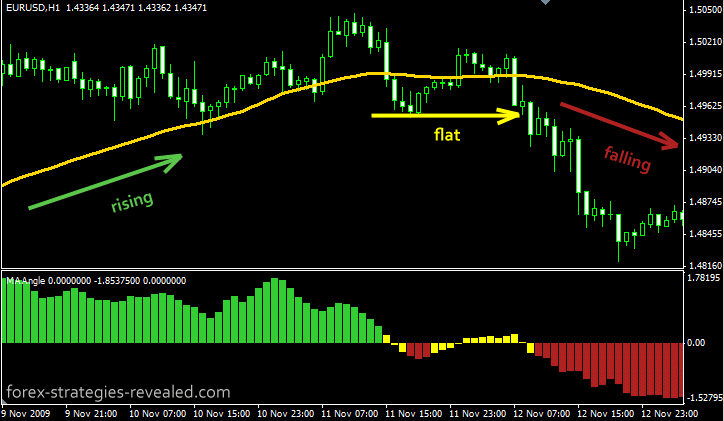 EURUSD,H1 1.43364 1.43471 1.43362 1.43471
1.50500
1.50210
1.49915
1.49625
1.49330
1.49040
1.48745
1.48455
1.48160
rising
flat
falling
MA Angle 0.0000000 -1.8537500 0.0000000
1.78195
0.00
-1.52795
forex-strategies-revealed.com
9 Nov 2009
9 Nov 21:00
10 Nov 07:00
10 Nov 15:00
10 Nov 23:00
11 Nov 07:00
11 Nov 15:00
11 Nov 23:00
12 Nov 07:00
12 Nov 15:00
12 Nov 23:00